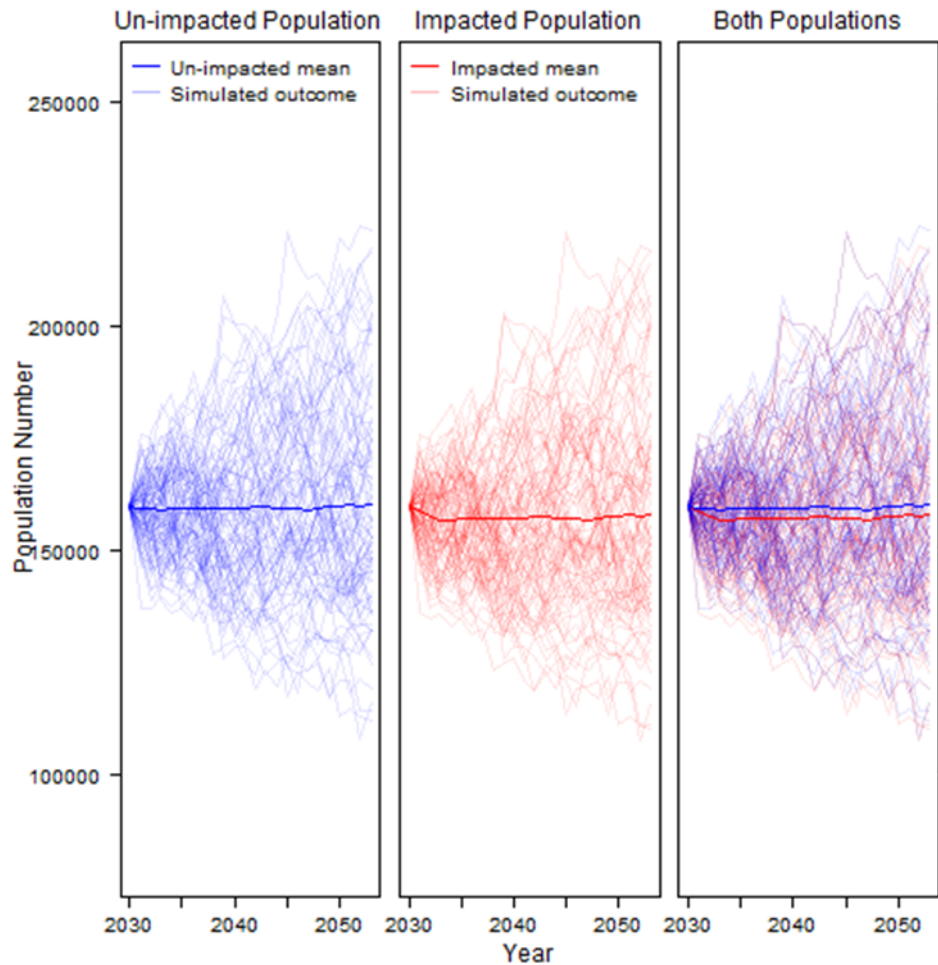 Un-impacted Population
Impacted Population
Both Populations
Un-impacted mean
Simulated outcome
Impacted mean
Simulated outcome
Population Number
250000
200000
150000
100000
2030 2040 2050
2030 2040 2050
2030 2040 2050
Year